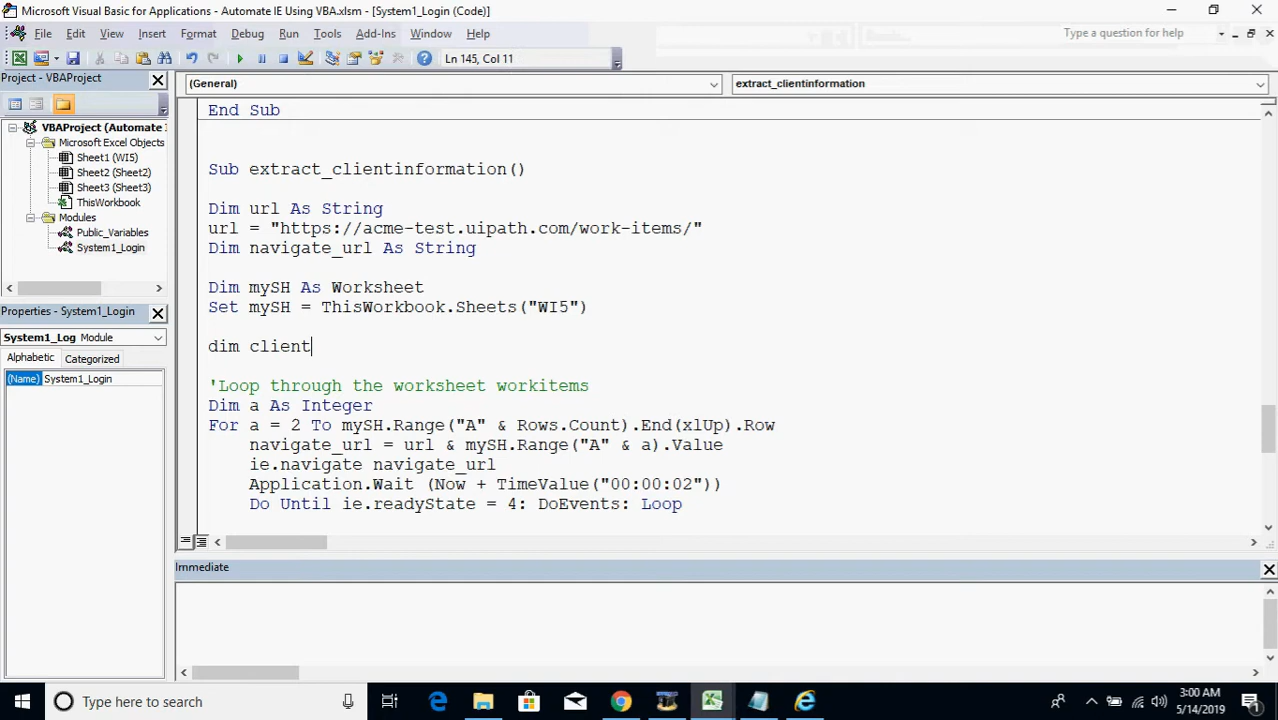 Microsoft Visual Basic for Applications - Automate IE Using VBA.xlsm - [System1_Login (Code)]
File Edit View Insert Format Debug Run Tools Add-Ins Window Help
Type a question for help
Ln 145, Col 11
Project - VBAProject
(General)
extract_clientinformation
VBAProject (Automate I
Microsoft Excel Objects
Sheet1 (WI5)
Sheet2 (Sheet2)
Sheet3 (Sheet3)
ThisWorkbook
Modules
Public_Variables
System1_Login
Properties - System1_Login
System1_Log Module
Alphabetic Categorized
(Name) System1_Login
End Sub
Sub extract_clientinformation()
Dim url As String
url = "https://acme-test.uipath.com/work-items/"
Dim navigate_url As String
Dim mySH As Worksheet
Set mySH = ThisWorkbook.Sheets("WI5")
dim client
'Loop through the worksheet workitems
Dim a As Integer
For a = 2 To mySH.Range("A" & Rows.Count).End(xlUp).Row
navigate_url = url & mySH.Range("A" & a).Value
ie.navigate navigate_url
Application.Wait (Now + TimeValue("00:00:02"))
Do Until ie.readyState = 4: DoEvents: Loop
Immediate
Type here to search
3:00 AM
5/14/2019
1